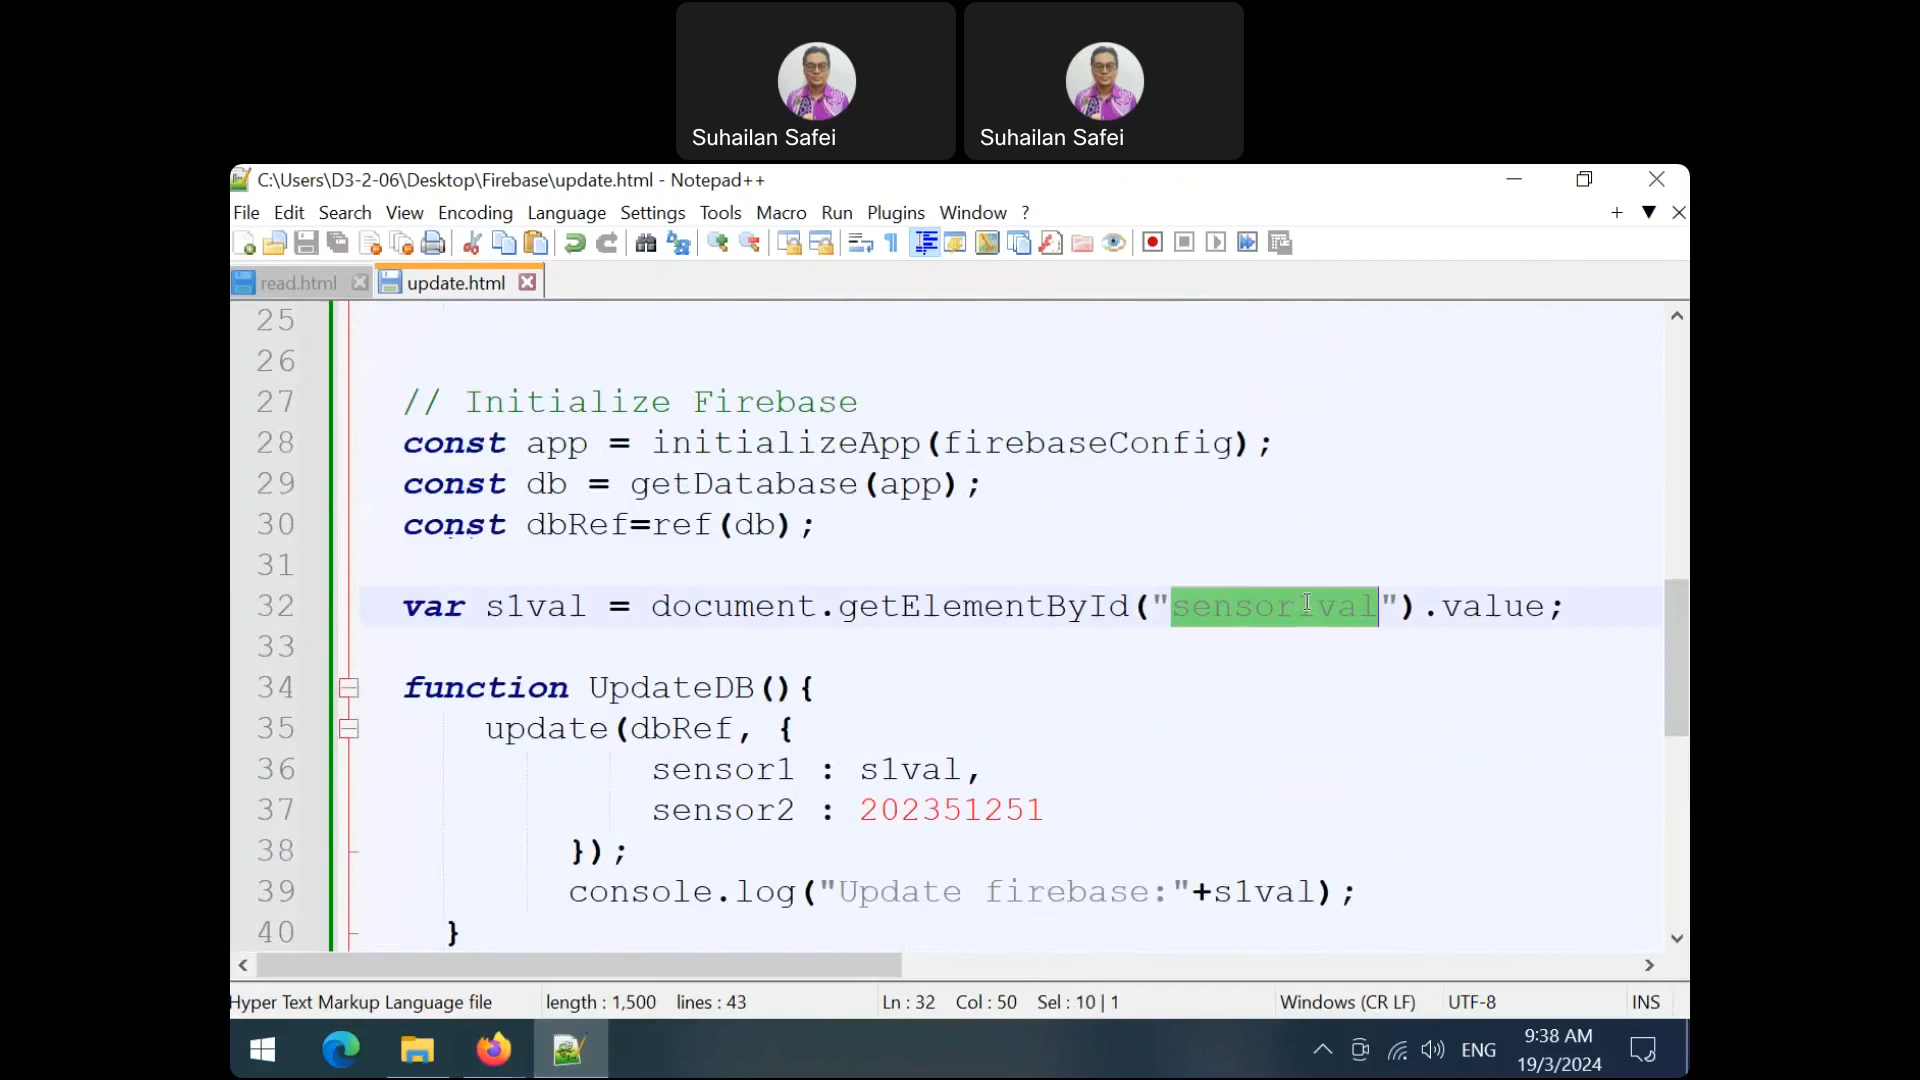 Suhailan Safei
Suhailan Safei
C:\Users\D3-2-06\Desktop\Firebase\update.html - Notepad++
File Edit Search View Encoding Language Settings Tools Macro Run Plugins Window ?
read.html update.html
25
26
27 // Initialize Firebase
28 const app = initializeApp(firebaseConfig);
29 const db = getDatabase(app);
30 const dbRef=ref(db);
31
32 var s1val = document.getElementById("sensor1val").value;
33
34 function UpdateDB(){
35 update(dbRef, {
36 sensor1 : s1val,
37 sensor2 : 202351251
38 });
39 console.log("Update firebase:"+s1val);
40 }
Hyper Text Markup Language file length : 1,500 lines : 43 Ln : 32 Col : 50 Sel : 10 | 1 Windows (CR LF) UTF-8 INS
ENG
9:38 AM
19/3/2024